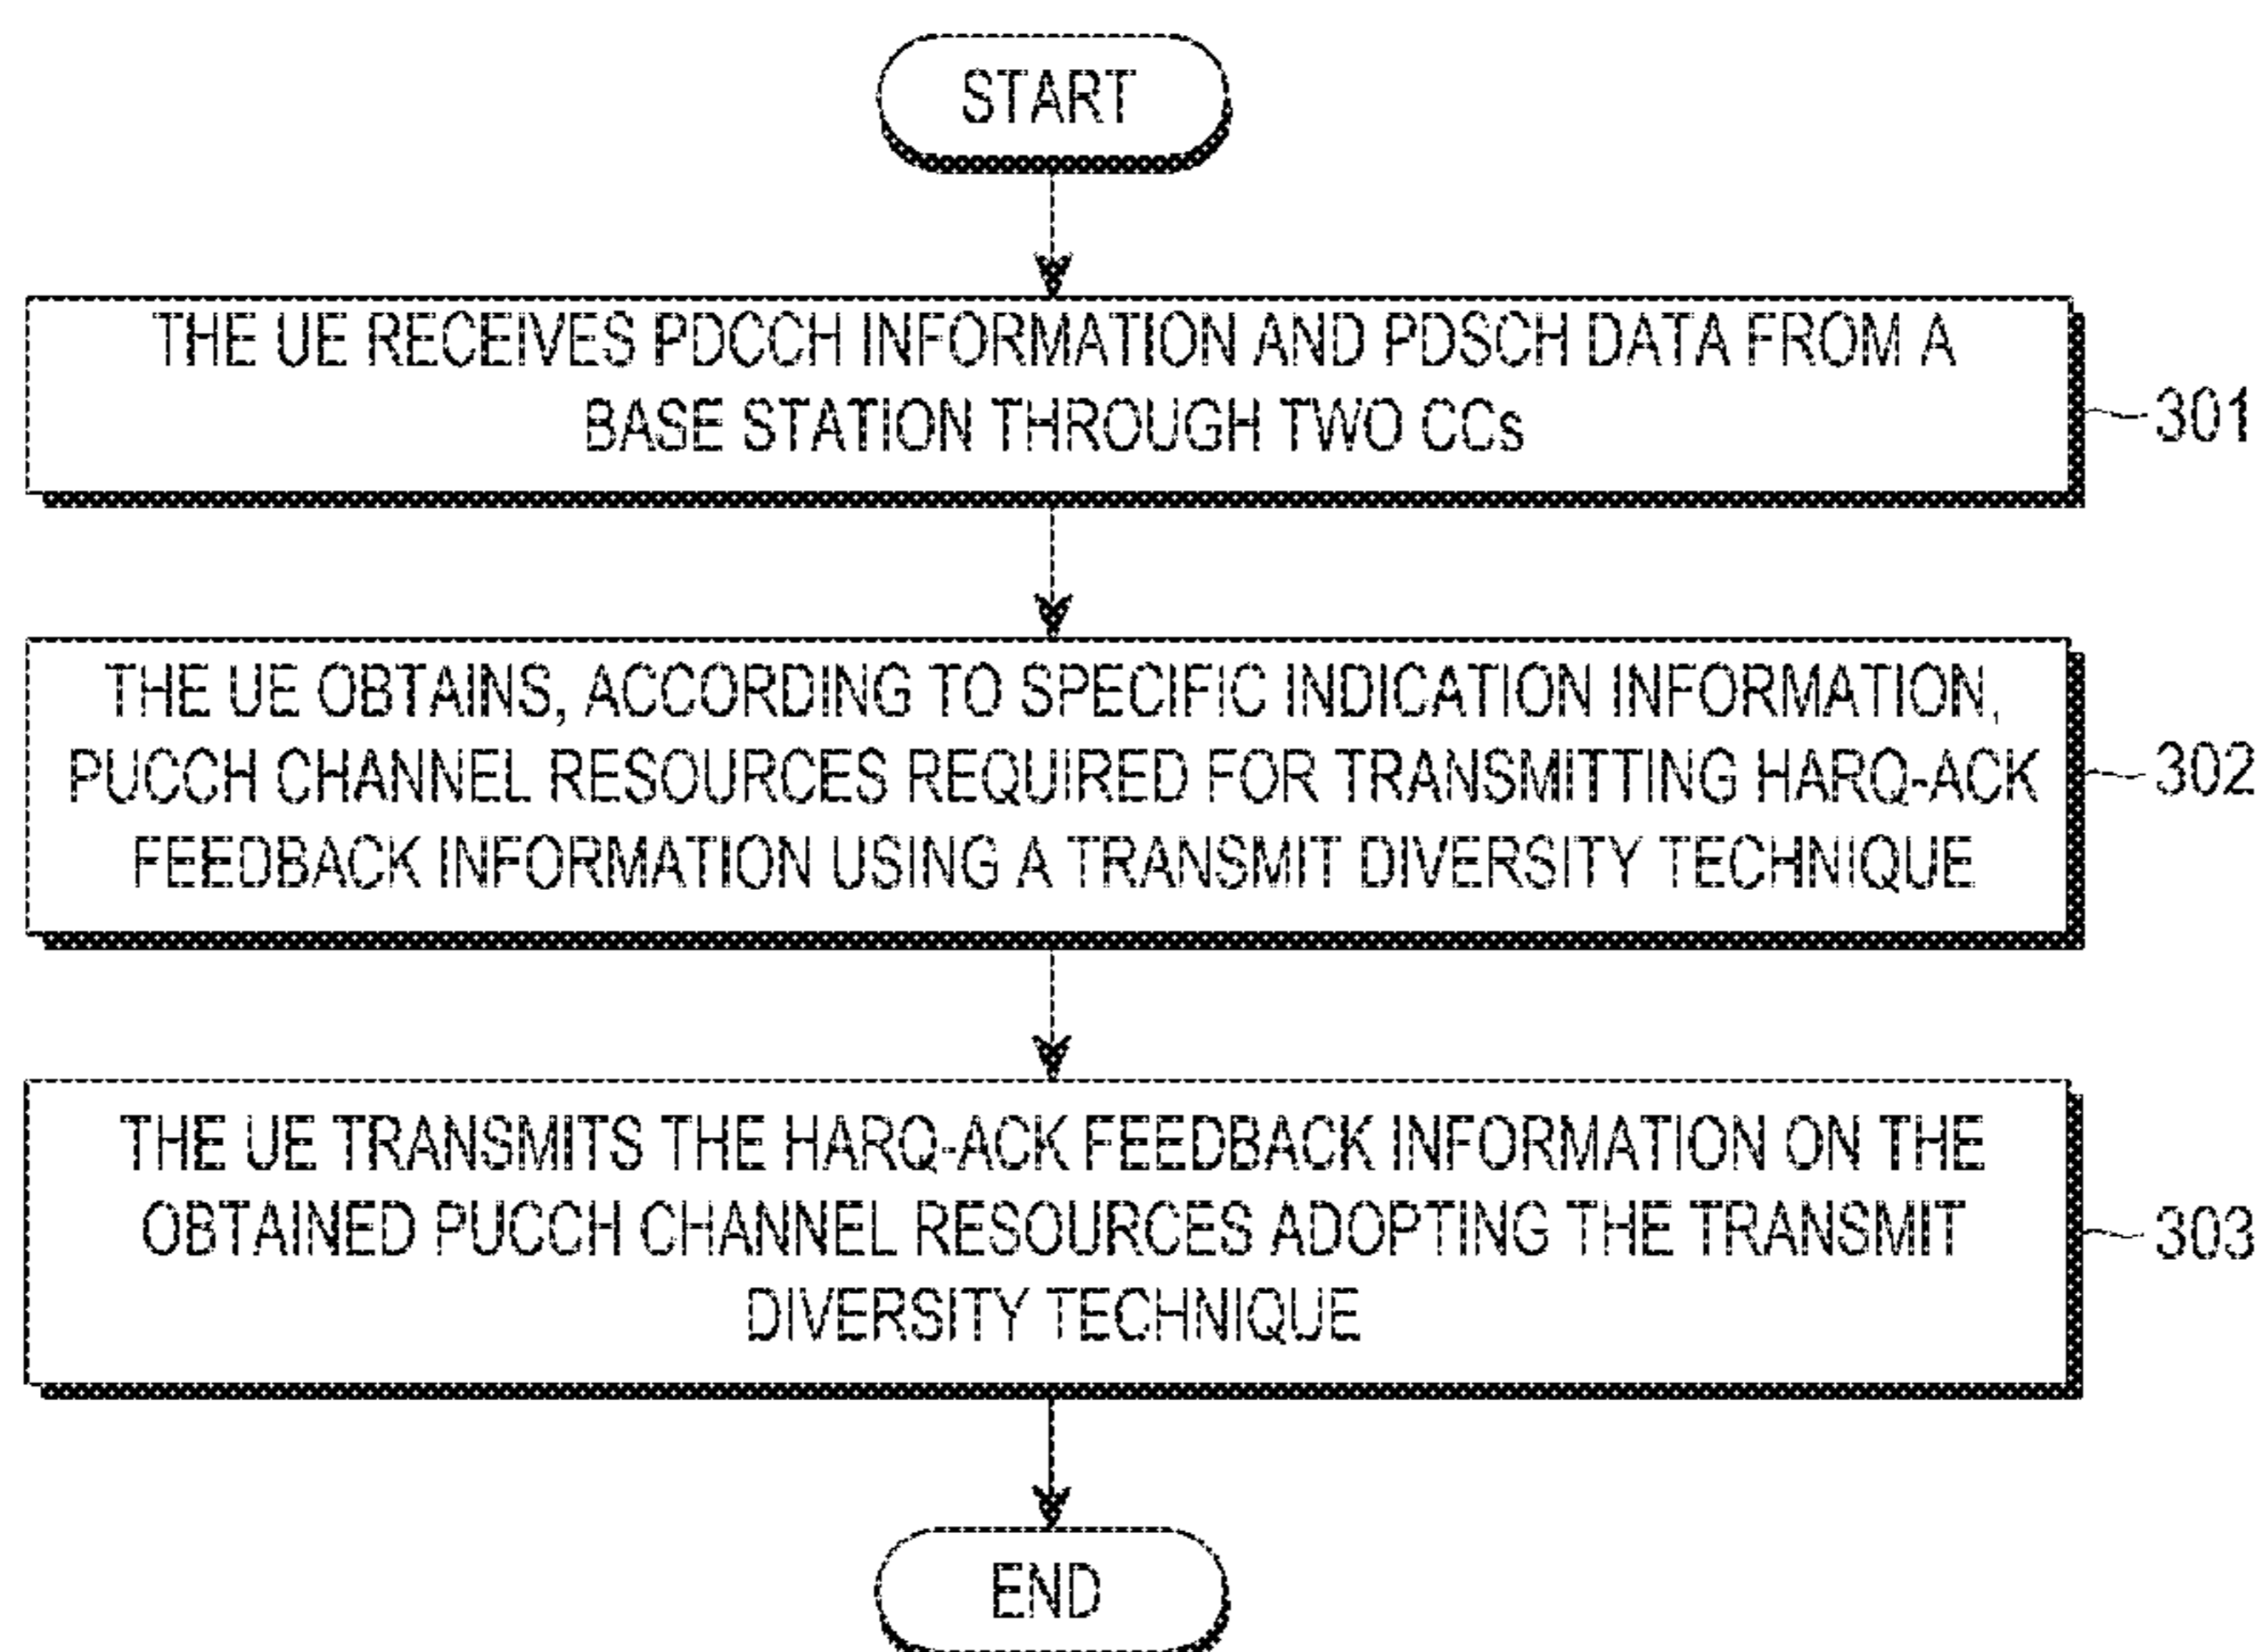 START
THE UE RECEIVES PDCCH INFORMATION AND PDSCH DATA FROM A
BASE STATION THROUGH TWO CCs
301
THE UE OBTAINS, ACCORDING TO SPECIFIC INDICATION INFORMATION,
PUCCH CHANNEL RESOURCES REQUIRED FOR TRANSMITTING HARQ-ACK
FEEDBACK INFORMATION USING A TRANSMIT DIVERSITY TECHNIQUE
302
THE UE TRANSMITS THE HARQ-ACK FEEDBACK INFORMATION ON THE
OBTAINED PUCCH CHANNEL RESOURCES ADOPTING THE TRANSMIT
DIVERSITY TECHNIQUE
303
END